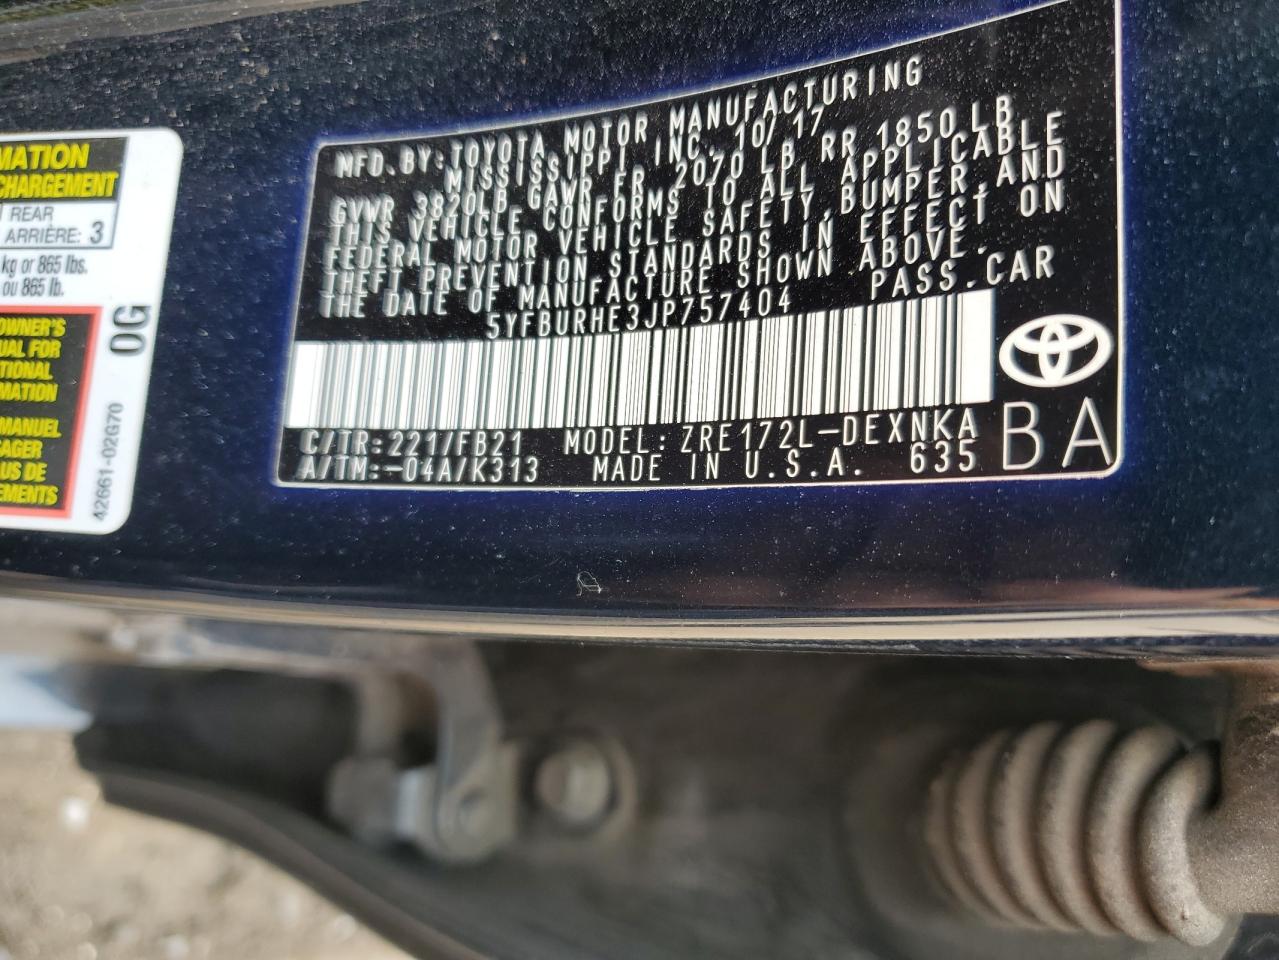 MATION
CHARGEMENT
REAR
ARRIÈRE: 3
kg or 865 lbs.
ou 865 lb.
OWNER'S
UAL FOR
TIONAL
MATION
MANUEL
SAGER
US DE
EMENTS
0G
42661-02G70
MFD. BY: TOYOTA MOTOR MANUFACTURING
MISSISSIPPI INC. 10/17
GVWR 3820LB GAWR FR 2070 LB RR 1850 LB
THIS VEHICLE CONFORMS TO ALL APPLICABLE
FEDERAL MOTOR VEHICLE SAFETY, BUMPER, AND
THEFT PREVENTION STANDARDS IN EFFECT ON
THE DATE OF MANUFACTURE SHOWN ABOVE.
5YFBURHE3JP757404 PASS.CAR
C/TR: 221/FB21 MODEL: ZRE172L-DEXNKA
A/TM: -04A/K313 MADE IN U.S.A. 635
BA